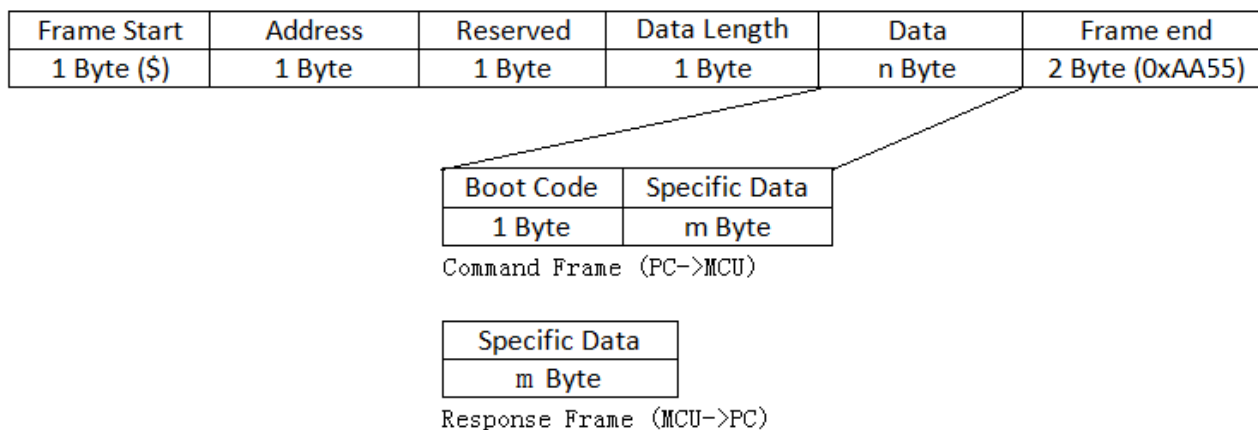 Frame Start Address Reserved Data Length Data Frame end
1 Byte ($) 1 Byte 1 Byte 1 Byte n Byte 2 Byte (0xAA55)
Boot Code Specific Data
1 Byte m Byte
Command Frame (PC->MCU)
Specific Data
m Byte
Response Frame (MCU->PC)